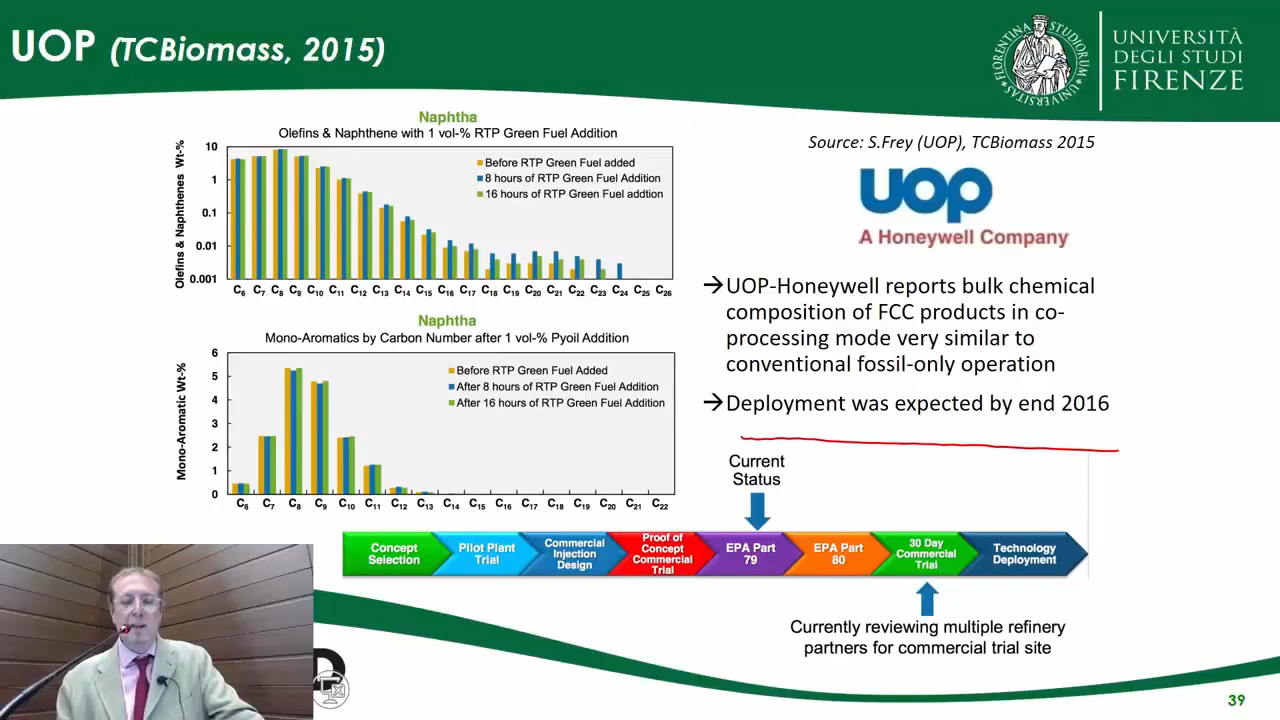 UOP (TCBiomass, 2015)
UNIVERSITÀ
DEGLI STUDI
FIRENZE
FLORENTINA STUDIORUM UNIVERSITAS
Naphtha
Olefins & Naphthene with 1 vol-% RTP Green Fuel Addition
Olefins & Naphthenes Wt-%
10
1
0.1
0.01
0.001
Before RTP Green Fuel added
8 hours of RTP Green Fuel Addition
16 hours of RTP Green Fuel addtion
C6 C7 C8 C9 C10 C11 C12 C13 C14 C15 C16 C17 C18 C19 C20 C21 C22 C23 C24 C25 C26
Naphtha
Mono-Aromatics by Carbon Number after 1 vol-% Pyoil Addition
Mono-Aromatic Wt-%
6
5
4
3
2
1
0
Before RTP Green Fuel Added
After 8 hours of RTP Green Fuel Addition
After 16 hours of RTP Green Fuel Addition
C6 C7 C8 C9 C10 C11 C12 C13 C14 C15 C16 C17 C18 C19 C20 C21 C22
Source: S.Frey (UOP), TCBiomass 2015
uop
A Honeywell Company
→UOP-Honeywell reports bulk chemical
composition of FCC products in co-
processing mode very similar to
conventional fossil-only operation
→Deployment was expected by end 2016
Current
Status
Concept
Selection
Pilot Plant
Trial
Commercial
Injection
Design
Proof of
Concept
Commercial
Trial
EPA Part
79
EPA Part
80
30 Day
Commercial
Trial
Technology
Deployment
Currently reviewing multiple refinery
partners for commercial trial site
39